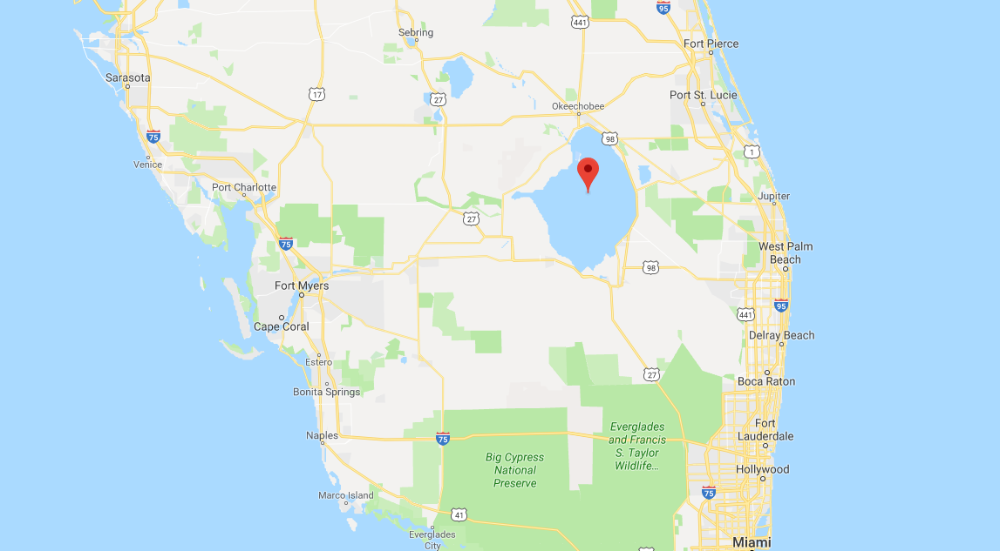 95
441
Sebring
Fort Pierce
Sarasota
17
27
Port St. Lucie
Okeechobee
75
98
1
Venice
Port Charlotte
Jupiter
27
75
West Palm
Beach
98
Fort Myers
95
441
Cape Coral
Delray Beach
Estero
27
Boca Raton
Bonita Springs
Naples
75
Everglades
and Francis
S. Taylor
Wildlife...
Fort
Lauderdale
Big Cypress
National
Preserve
Hollywood
75
Marco Island
41
Everglades
City
Miami